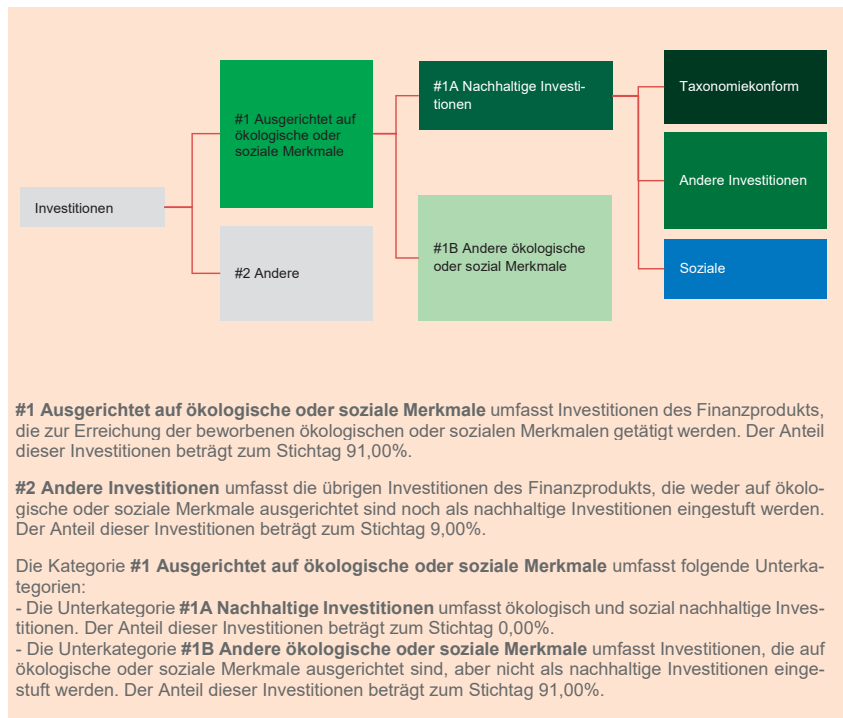 #1 Ausgerichtet auf
ökologische oder
soziale Merkmale
#1A Nachhaltige Investi-
tionen
Taxonomiekonform
Andere Investitionen
Investitionen
#2 Andere
#1B Andere ökologische
oder sozial Merkmale
Soziale
#1 Ausgerichtet auf ökologische oder soziale Merkmale umfasst Investitionen des Finanzprodukts,
die zur Erreichung der beworbenen ökologischen oder sozialen Merkmalen getätigt werden. Der Anteil
dieser Investitionen beträgt zum Stichtag 91,00%.
#2 Andere Investitionen umfasst die übrigen Investitionen des Finanzprodukts, die weder auf ökolo-
gische oder soziale Merkmale ausgerichtet sind noch als nachhaltige Investitionen eingestuft werden.
Der Anteil dieser Investitionen beträgt zum Stichtag 9,00%.
Die Kategorie #1 Ausgerichtet auf ökologische oder soziale Merkmale umfasst folgende Unterka-
tegorien:
- Die Unterkategorie #1A Nachhaltige Investitionen umfasst ökologisch und sozial nachhaltige Inves-
titionen. Der Anteil dieser Investitionen beträgt zum Stichtag 0,00%.
- Die Unterkategorie #1B Andere ökologische oder soziale Merkmale umfasst Investitionen, die auf
ökologische oder soziale Merkmale ausgerichtet sind, aber nicht als nachhaltige Investitionen einge-
stuft werden. Der Anteil dieser Investitionen beträgt zum Stichtag 91,00%.